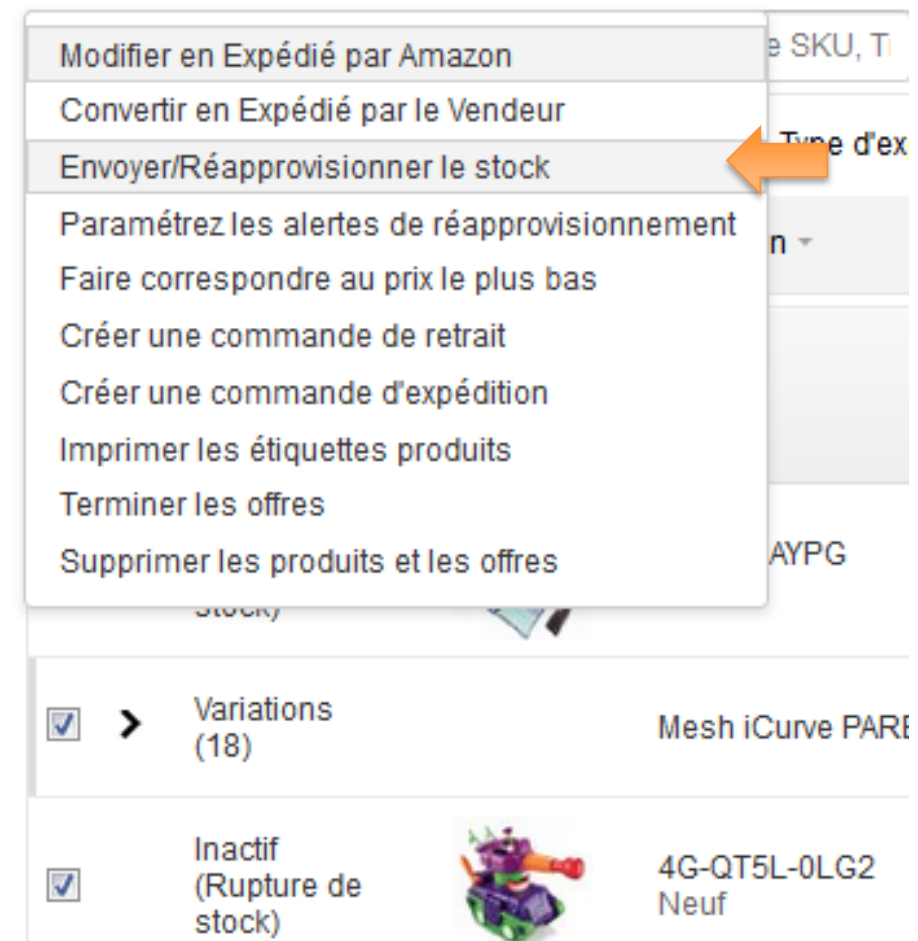 Modifier en Expédié par Amazon
e SKU, Ti
Convertir en Expédié par le Vendeur
Envoyer/Réapprovisionner le stock
Type d'ex
Paramétrez les alertes de réapprovisionnement
n
Faire correspondre au prix le plus bas
Créer une commande de retrait
Créer une commande d'expédition
Imprimer les étiquettes produits
Terminer les offres
Supprimer les produits et les offres
AYPG
stock)
Variations
(18)
Mesh iCurve PARE
Inactif
(Rupture de
stock)
4G-QT5L-0LG2
Neuf